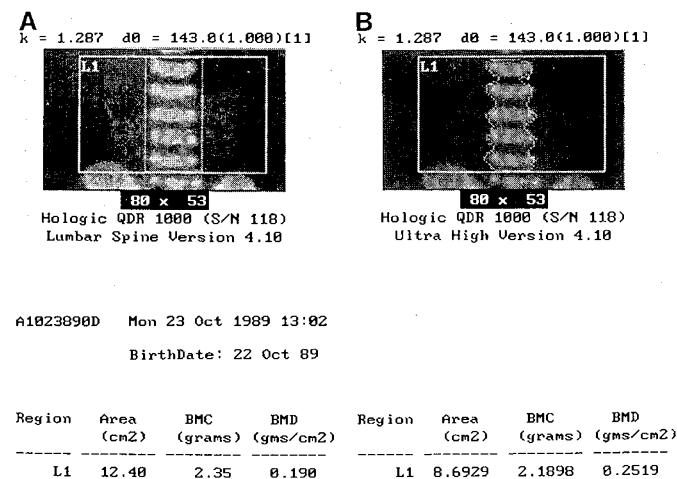 A
k = 1.287 d0 = 143.0(1.000)[1]
L1
80 x 53
Hologic QDR 1000 (S/N 118)
Lumbar Spine Version 4.10
B
k = 1.287 d0 = 143.0(1.000)[1]
L1
80 x 53
Hologic QDR 1000 (S/N 118)
Ultra High Version 4.10
A1023890D Mon 23 Oct 1989 13:02
BirthDate: 22 Oct 89
Region Area BMC BMD
(cm2) (grams) (gms/cm2)
L1 12.40 2.35 0.190
Region Area BMC BMD
(cm2) (grams) (gms/cm2)
L1 8.6929 2.1898 0.2519